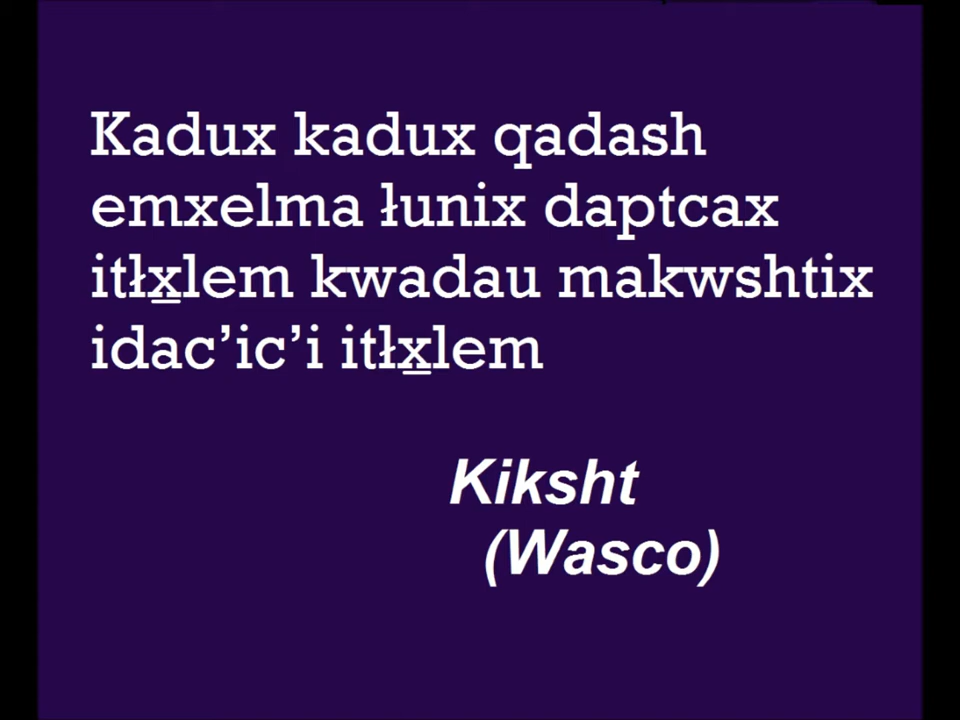 Kadux kadux qadash
emxelma łunix daptcax
itłx̲lem kwadau makwshtix
idac’ic’i itłx̲lem
Kiksht
(Wasco)